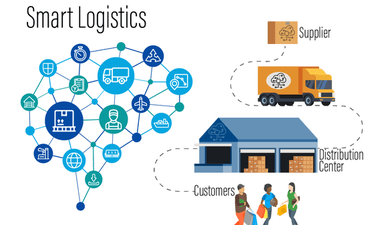 Smart Logistics
Supplier
Distribution
Center
Customers